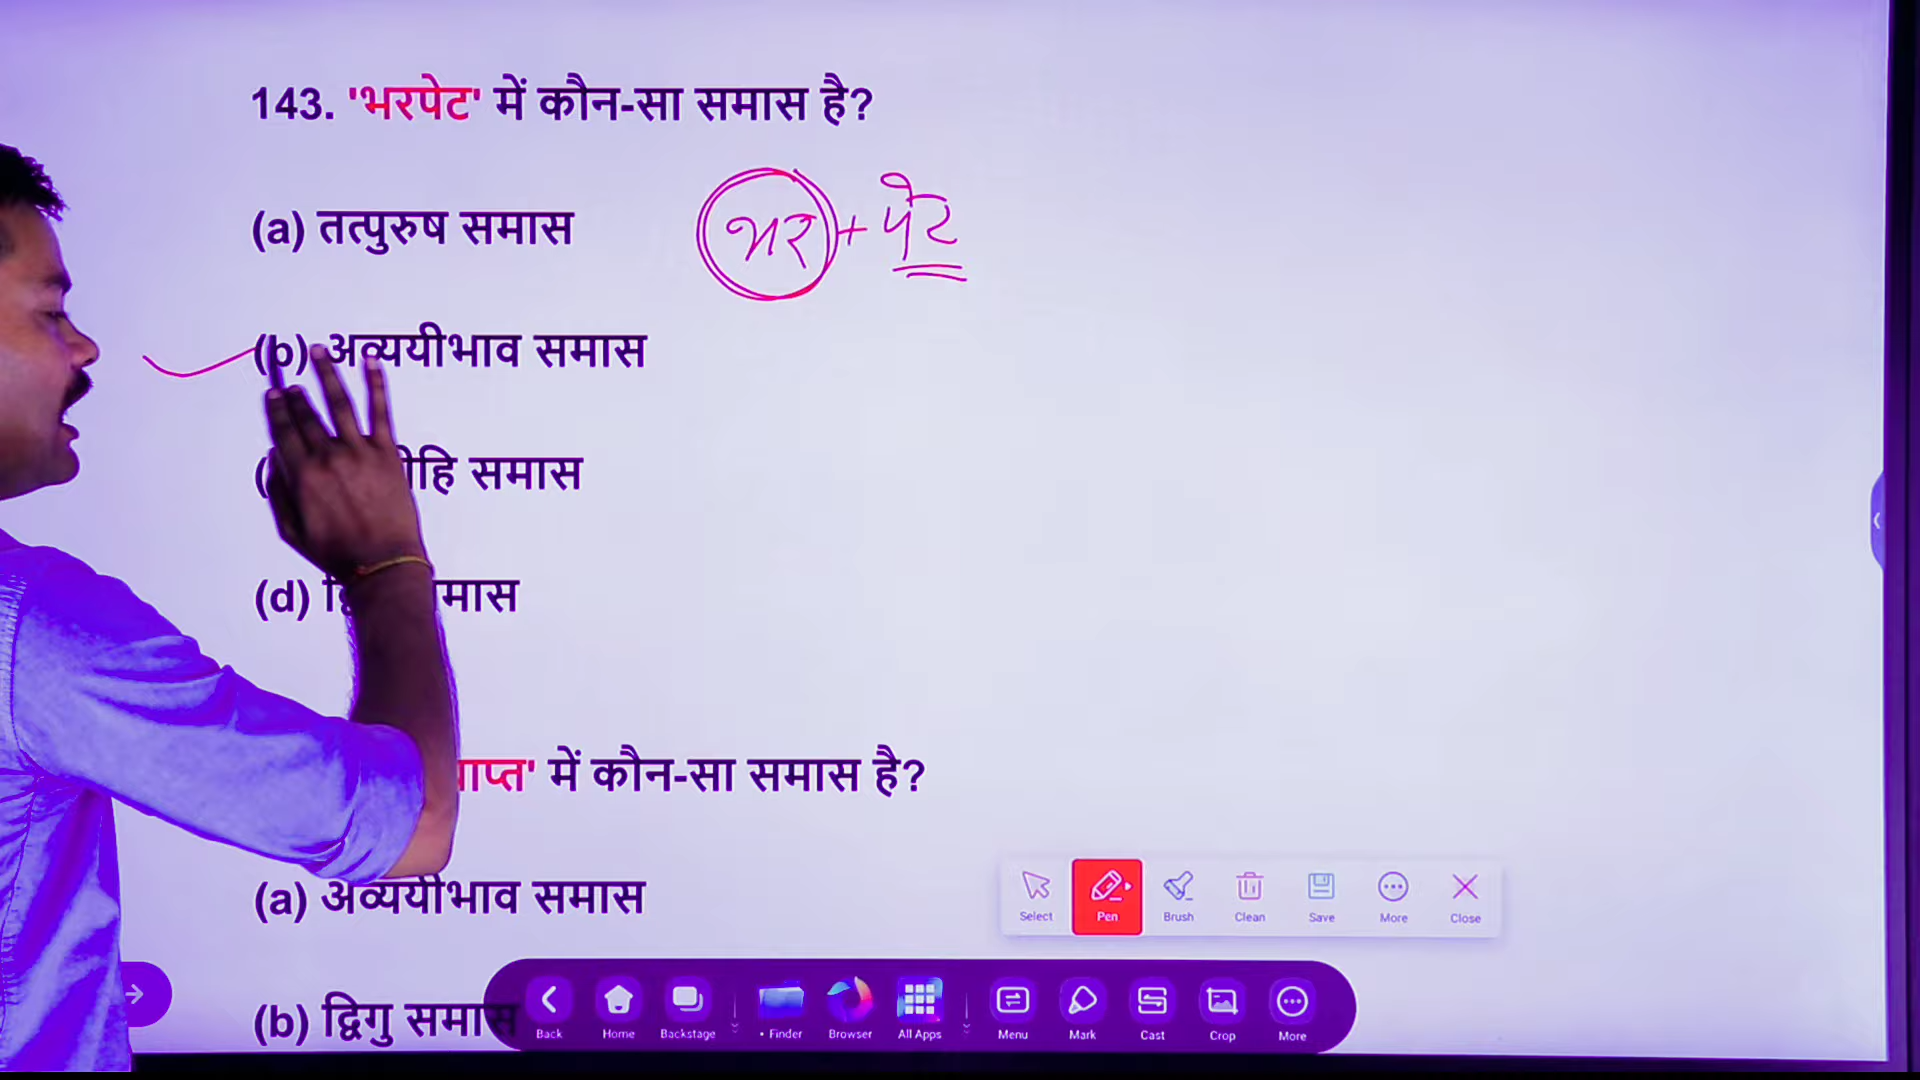 143. 'भरपेट' में कौन-सा समास है?
(a) तत्पुरुष समास
भर + पेट
(b) अव्ययीभाव समास
समास
(d) समास
में कौन-सा समास है?
(a) अव्ययीभाव समास
Select Pen Brush Clean Save More Close
(b) द्विगु समास
Back Home Backstage • Finder Browser All Apps Menu Mark Cast Crop More